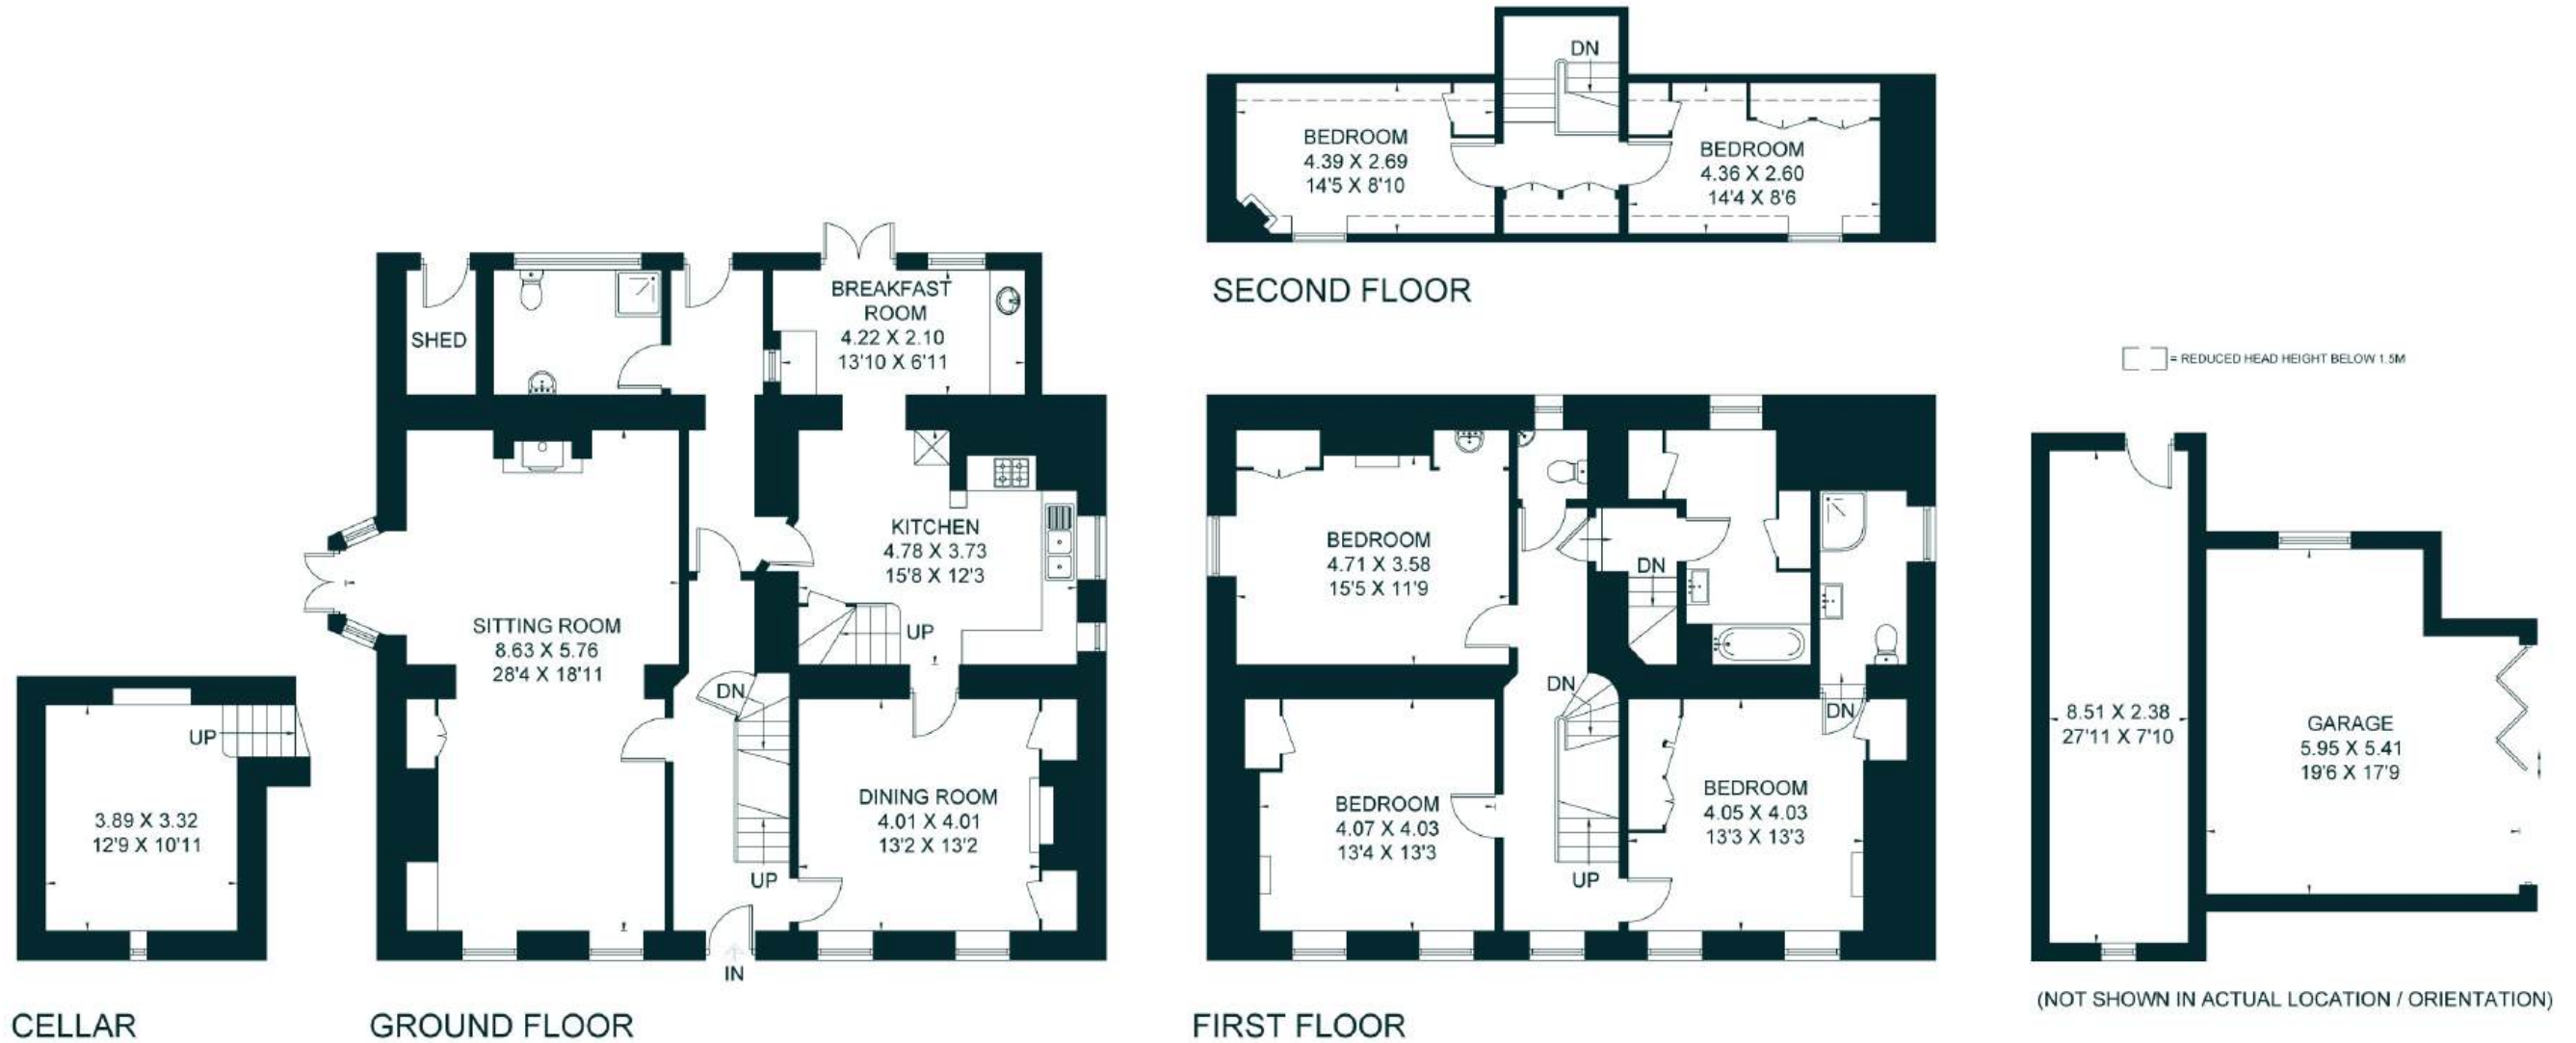 DN
BEDROOM
4.39 X 2.69
14'5 X 8'10
BEDROOM
4.36 X 2.60
14'4 X 8'6
SECOND FLOOR
SHED
BREAKFAST
ROOM
4.22 X 2.10
13'10 X 6'11
KITCHEN
4.78 X 3.73
15'8 X 12'3
UP
SITTING ROOM
8.63 X 5.76
28'4 X 18'11
DN
DINING ROOM
4.01 X 4.01
13'2 X 13'2
UP
IN
UP
3.89 X 3.32
12'9 X 10'11
CELLAR
GROUND FLOOR
BEDROOM
4.71 X 3.58
15'5 X 11'9
DN
DN
DN
BEDROOM
4.07 X 4.03
13'4 X 13'3
BEDROOM
4.05 X 4.03
13'3 X 13'3
UP
FIRST FLOOR
= REDUCED HEAD HEIGHT BELOW 1.5M
8.51 X 2.38
27'11 X 7'10
GARAGE
5.95 X 5.41
19'6 X 17'9
(NOT SHOWN IN ACTUAL LOCATION / ORIENTATION)